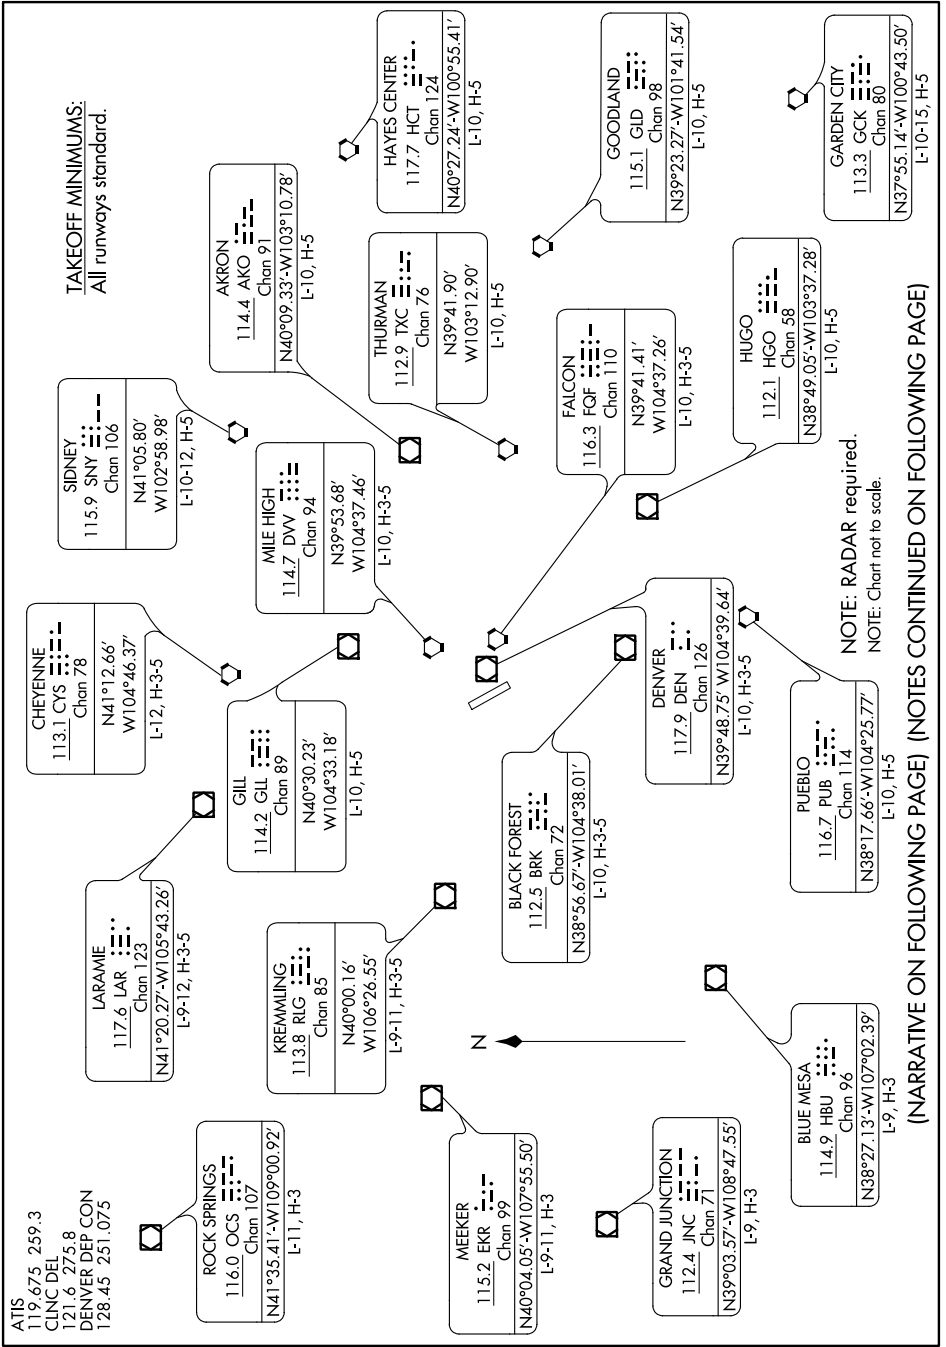 ATIS
119.675 259.3
CLNC DEL
121.6 275.8
DENVER DEP CON
128.45 251.075
TAKEOFF MINIMUMS:
All runways standard.
ROCK SPRINGS
116.0 OCS
Chan 107
N41°35.41'-W109°00.92'
L-11, H-3
LARAMIE
117.6 LAR
Chan 123
N41°20.27'-W105°43.26'
L-9-12, H-3-5
CHEYENNE
113.1 CYS
Chan 78
N41°12.66'
W104°46.37'
L-12, H-3-5
SIDNEY
115.9 SNY
Chan 106
N41°05.80'
W102°58.98'
L-10-12, H-5
AKRON
114.4 AKO
Chan 91
N40°09.33'-W103°10.78'
L-10, H-5
HAYES CENTER
117.7 HCT
Chan 124
N40°27.24'-W100°55.41'
L-10, H-5
KREMMLING
113.8 RLG
Chan 85
N40°00.16'
W106°26.55'
L-9-11, H-3-5
GILL
114.2 GLL
Chan 89
N40°30.23'
W104°33.18'
L-10, H-5
MILE HIGH
114.7 DVV
Chan 94
N39°53.68'
W104°37.46'
L-10, H-3-5
THURMAN
112.9 TXC
Chan 76
N39°41.90'
W103°12.90'
L-10, H-5
MEEKER
115.2 EKR
Chan 99
N40°04.05'-W107°55.50'
L-9-11, H-3
N
BLACK FOREST
112.5 BRK
Chan 72
N38°56.67'-W104°38.01'
L-10, H-3-5
FALCON
116.3 FQF
Chan 110
N39°41.41'
W104°37.26'
L-10, H-3-5
GOODLAND
115.1 GLD
Chan 98
N39°23.27'-W101°41.54'
L-10, H-5
GRAND JUNCTION
112.4 JNC
Chan 71
N39°03.57'-W108°47.55'
L-9, H-3
DENVER
117.9 DEN
Chan 126
N39°48.75' W104°39.64'
L-10, H-3-5
HUGO
112.1 HGO
Chan 58
N38°49.05'-W103°37.28'
L-10, H-5
GARDEN CITY
113.3 GCK
Chan 80
N37°55.14'-W100°43.50'
L-10-15, H-5
BLUE MESA
114.9 HBU
Chan 96
N38°27.13'-W107°02.39'
L-9, H-3
PUEBLO
116.7 PUB
Chan 114
N38°17.66'-W104°25.77'
L-10, H-5
NOTE: RADAR required.
NOTE: Chart not to scale.
(NARRATIVE ON FOLLOWING PAGE) (NOTES CONTINUED ON FOLLOWING PAGE)